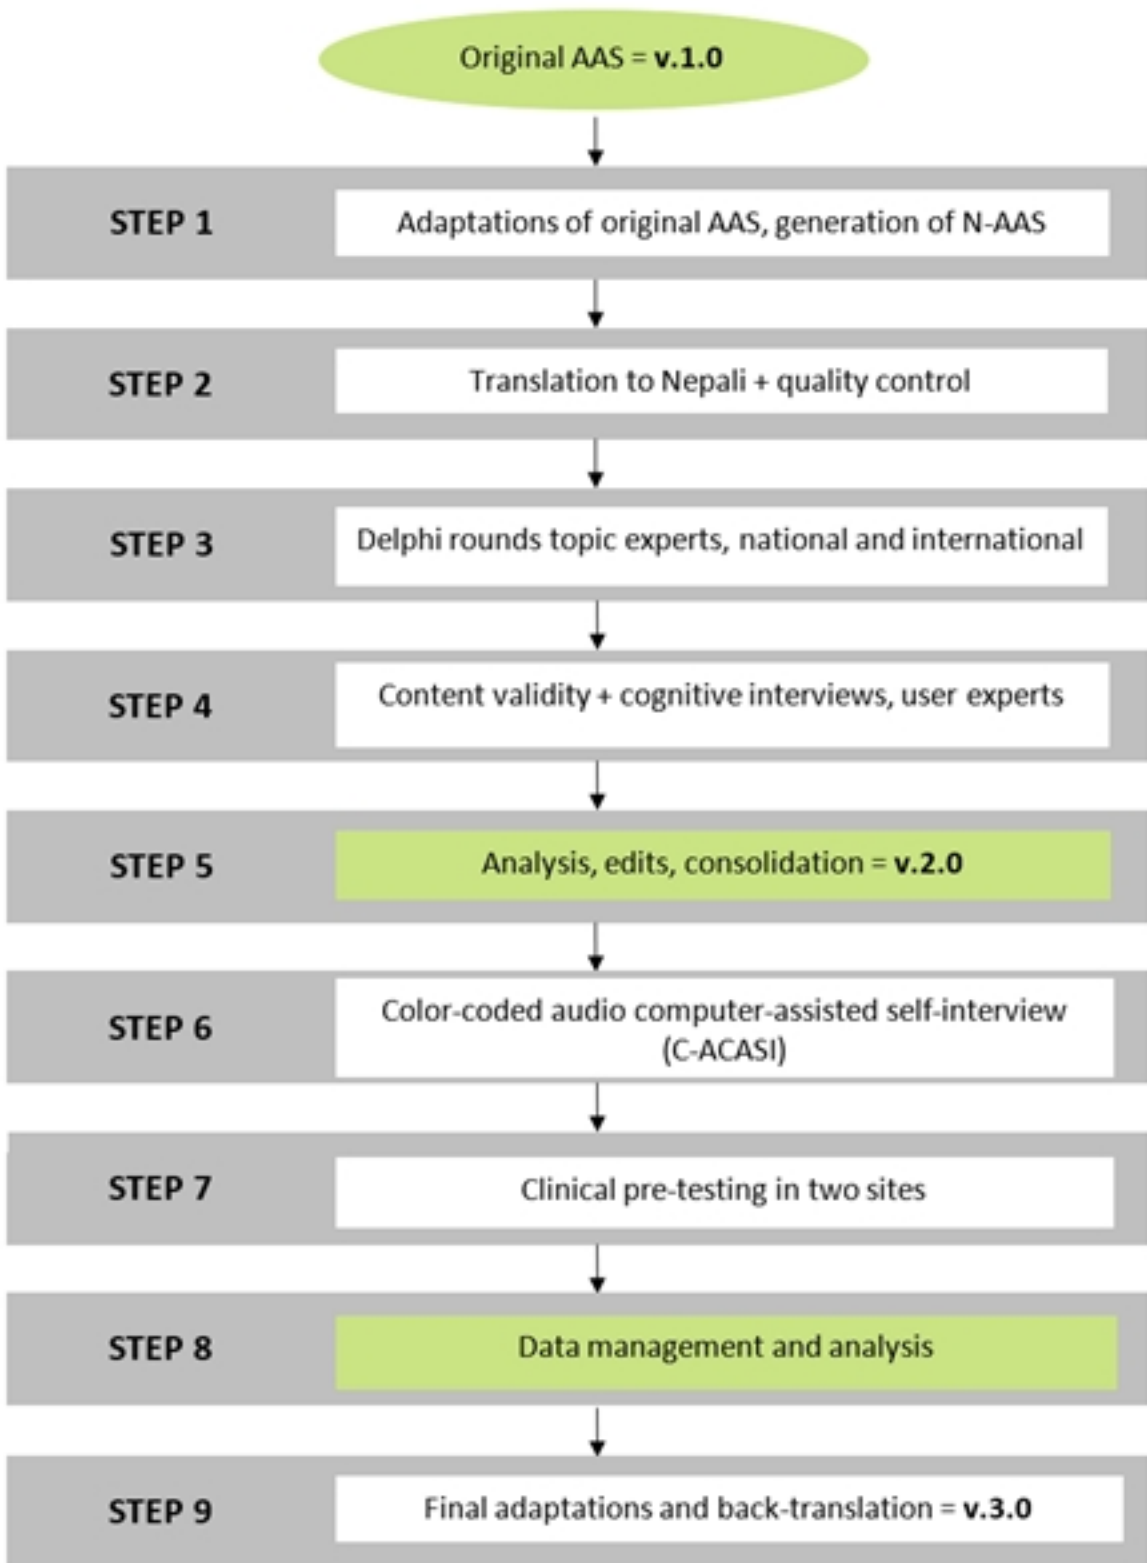 Original AAS = v.1.0
STEP 1
Adaptations of original AAS, generation of N-AAS
STEP 2
Translation to Nepali + quality control
STEP 3
Delphi rounds topic experts, national and international
STEP 4
Content validity + cognitive interviews, user experts
STEP 5
Analysis, edits, consolidation = v.2.0
STEP 6
Color-coded audio computer-assisted self-interview
(C-ACASI)
STEP 7
Clinical pre-testing in two sites
STEP 8
Data management and analysis
STEP 9
Final adaptations and back-translation = v.3.0